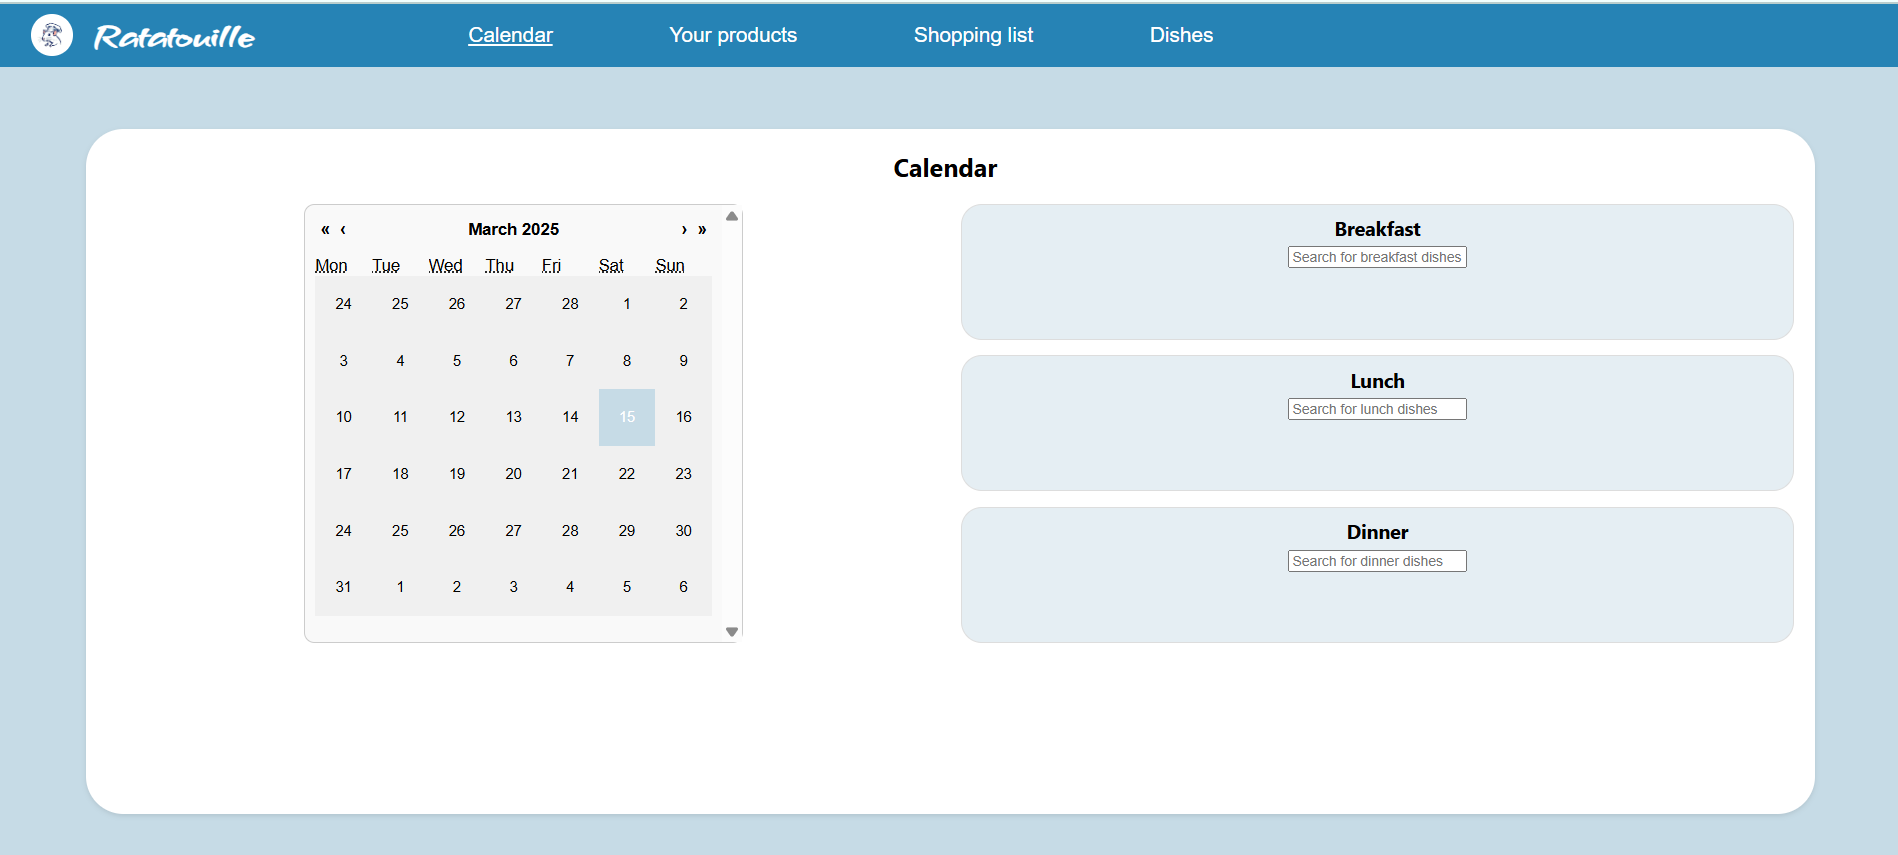 Ratatouille Calendar Your products Shopping list Dishes
Calendar
« ‹ March 2025 › »
Mon Tue Wed Thu Fri Sat Sun
24 25 26 27 28 1 2
3 4 5 6 7 8 9
10 11 12 13 14 15 16
17 18 19 20 21 22 23
24 25 26 27 28 29 30
31 1 2 3 4 5 6
Breakfast
Search for breakfast dishes
Lunch
Search for lunch dishes
Dinner
Search for dinner dishes